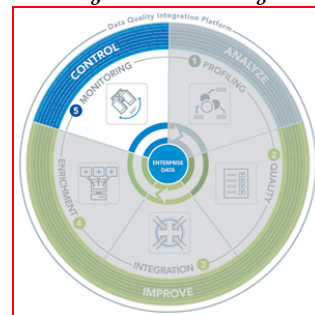 Data Quality Integration Platform
CONTROL
ANALYZE
5 MONITORING
1 PROFILING
ENTERPRISE
DATA
ENRICHMENT 4
2 QUALITY
INTEGRATION 3
IMPROVE